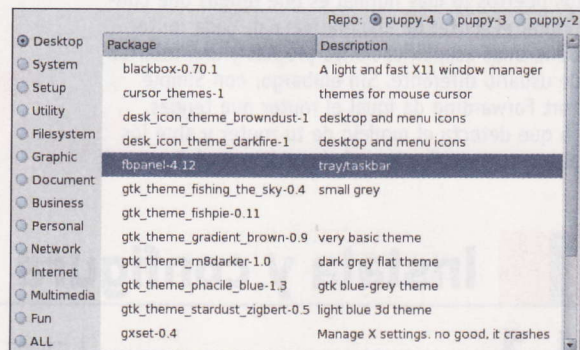 Repo: puppy-4 puppy-3 puppy-2
Desktop
System
Setup
Utility
Filesystem
Graphic
Document
Business
Personal
Network
Internet
Multimedia
Fun
ALL
Package Description
blackbox-0.70.1 A light and fast X11 window manager
cursor_themes-1 themes for mouse cursor
desk_icon_theme_browndust-1 desktop and menu icons
desk_icon_theme_darkfire-1 desktop and menu icons
fbpanel-4.12 tray/taskbar
gtk_theme_fishing_the_sky-0.4 small grey
gtk_theme_fishpie-0.11
gtk_theme_gradient_brown-0.9 very basic theme
gtk_theme_m8darker-1.0 dark grey flat theme
gtk_theme_phacile_blue-1.3 gtk blue-grey theme
gtk_theme_stardust_zigbert-0.5 light blue 3d theme
gxset-0.4 Manage X settings. no good, it crashes